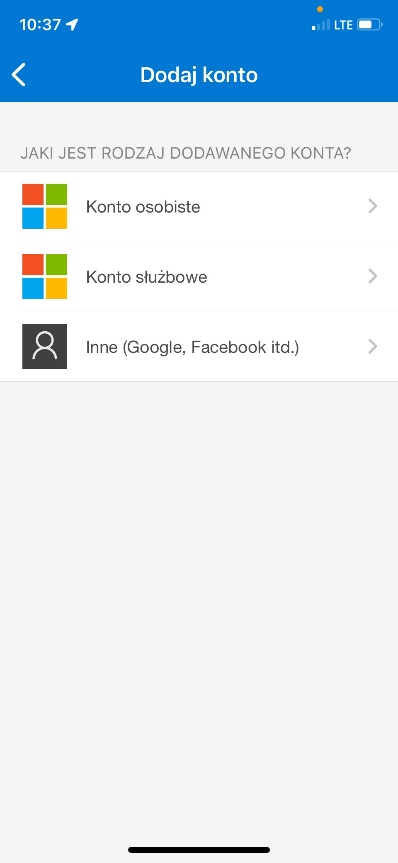 10:37
LTE
Dodaj konto
JAKI JEST RODZAJ DODAWANEGO KONTA?
Konto osobiste
Konto służbowe
Inne (Google, Facebook itd.)